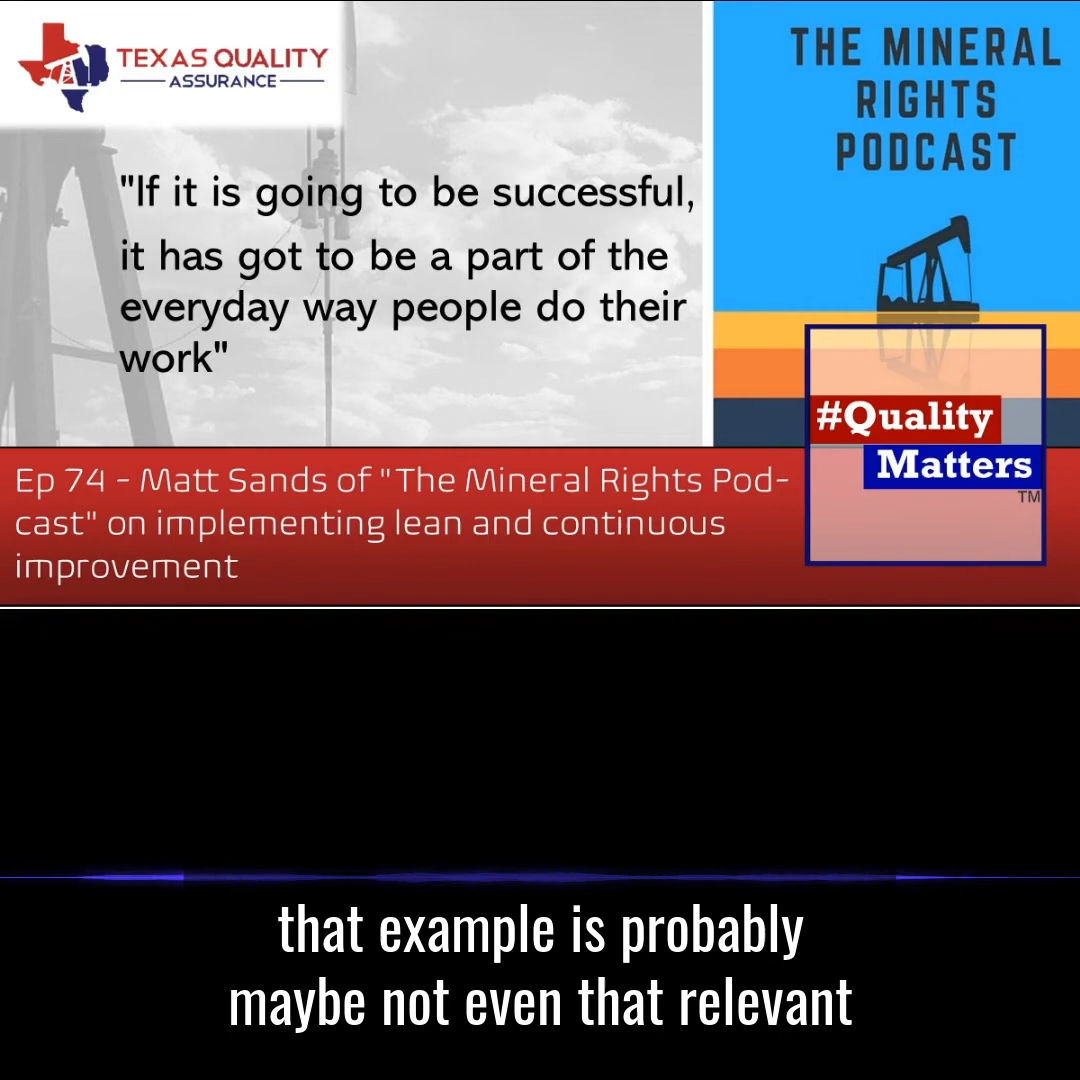 TEXAS QUALITY
ASSURANCE
THE MINERAL
RIGHTS
PODCAST
"If it is going to be successful,
it has got to be a part of the
everyday way people do their
work"
#Quality
Matters
TM
Ep 74 - Matt Sands of "The Mineral Rights Pod-
cast" on implementing lean and continuous
improvement
that example is probably
maybe not even that relevant